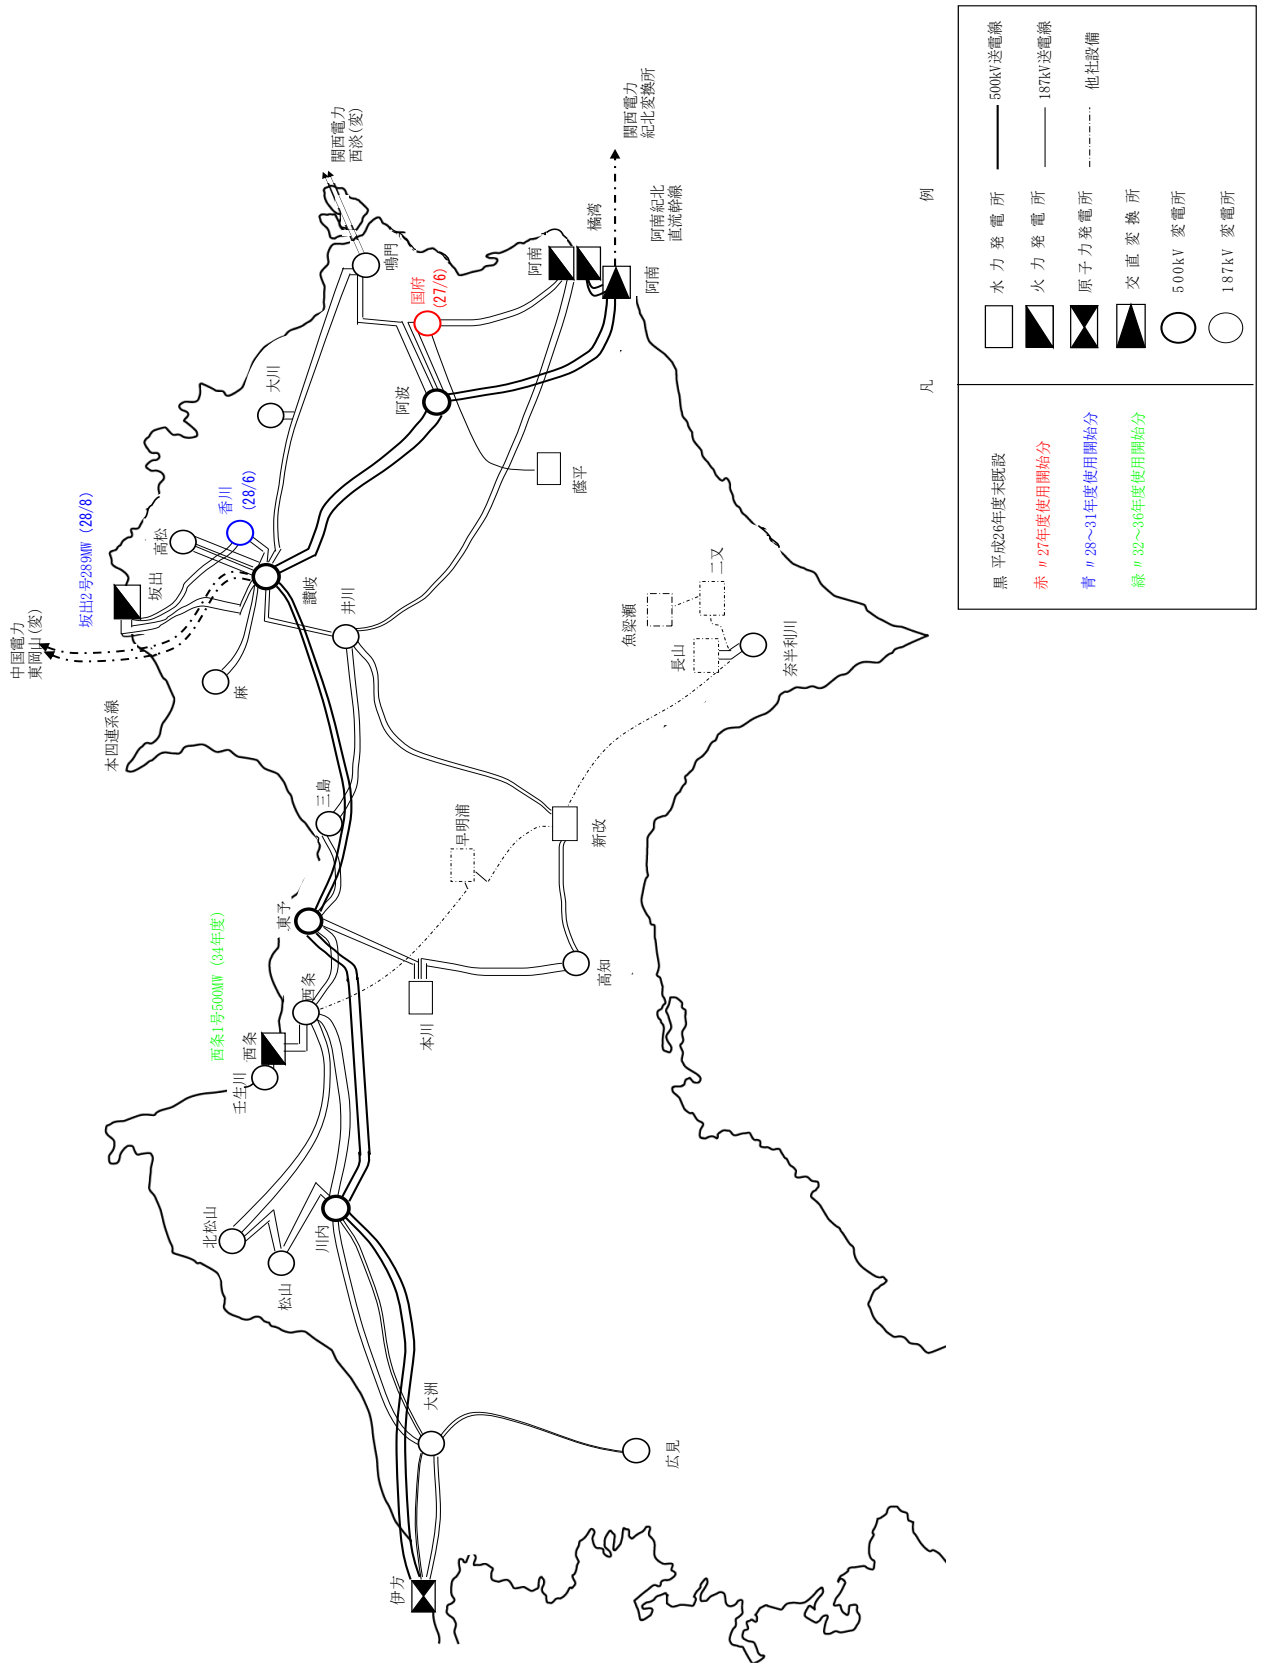 伊方
大洲
広見
川内
松山
北松山
壬生川
西条
西条1号500MW (34年度)
西条
東予
本川
高知
三島
早明浦
新改
本四連系線
中国電力
東岡山(変)
坂出2号289MW (28/8)
坂出
麻
高松
香川
(28/6)
讃岐
井川
魚梁瀬
二又
長山
奈半利川
大川
阿波
蔭平
鳴門
国府
(27/6)
阿南
橘湾
阿南
阿南紀北
直流幹線
関西電力
西淡(変)
関西電力
紀北変換所
凡例
黒 平成26年度末既設
赤 〃27年度使用開始分
青 〃28～31年度使用開始分
緑 〃32～36年度使用開始分
水力発電所
火力発電所
原子力発電所
交直変換所
500kV 変電所
187kV 変電所
500kV送電線
187kV送電線
他社設備